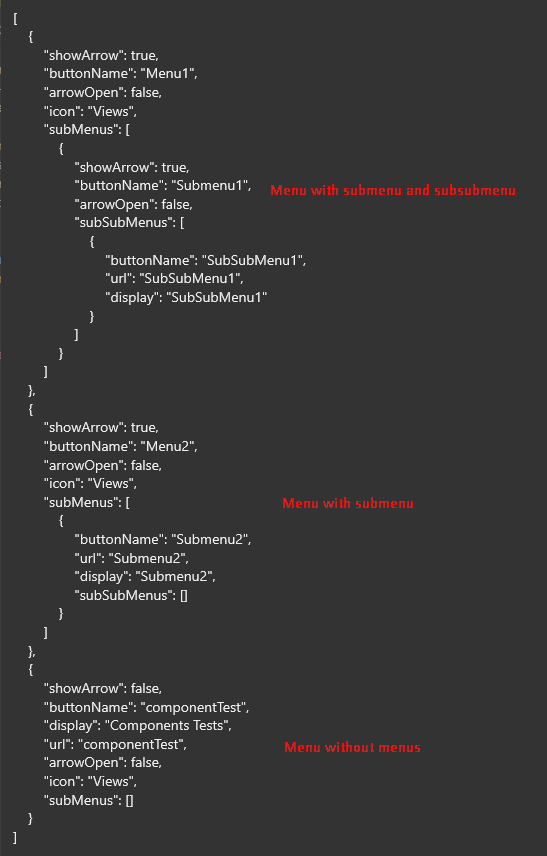 [
{
"showArrow": true,
"buttonName": "Menu1",
"arrowOpen": false,
"icon": "Views",
"subMenus": [
{
"showArrow": true,
"buttonName": "Submenu1", Menu with submenu and subsubmenu
"arrowOpen": false,
"subSubMenus": [
{
"buttonName": "SubSubMenu1",
"url": "SubSubMenu1",
"display": "SubSubMenu1"
}
]
}
]
},
{
"showArrow": true,
"buttonName": "Menu2",
"arrowOpen": false,
"icon": "Views",
"subMenus": [ Menu with submenu
{
"buttonName": "Submenu2",
"url": "Submenu2",
"display": "Submenu2",
"subSubMenus": []
}
]
},
{
"showArrow": false,
"buttonName": "componentTest",
"display": "Components Tests",
"url": "componentTest", Menu without menus
"arrowOpen": false,
"icon": "Views",
"subMenus": []
}
]